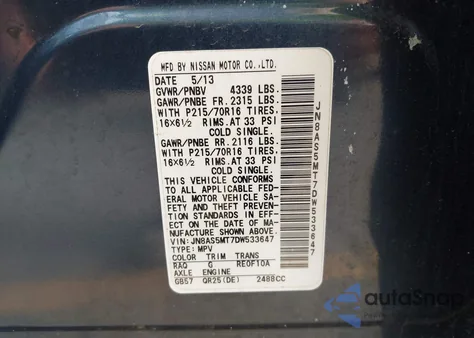 MFD BY NISSAN MOTOR CO.,LTD.
DATE 5/13
GVWR/PNBV 4339 LBS.
GAWR/PNBE FR. 2315 LBS.
WITH P215/70R16 TIRES,
16X6½ RIMS, AT 33 PSI
COLD SINGLE.
GAWR/PNBE RR. 2116 LBS.
WITH P215/70R16 TIRES,
16X6½ RIMS, AT 33 PSI
COLD SINGLE.
THIS VEHICLE CONFORMS
TO ALL APPLICABLE FED-
ERAL MOTOR VEHICLE SA-
FETY AND THEFT PREVENTION
STANDARDS IN EFF-
ECT ON THE DATE OF MA-
NUFACTURE SHOWN ABOVE.
VIN:JN8AS5MT7DW533647
TYPE: MPV
COLOR TRIM TRANS
RAQ G RE0F10A
AXLE ENGINE
GB57 QR25(DE) 2488CC
JN8AS5MT7DW533647
autoSnap